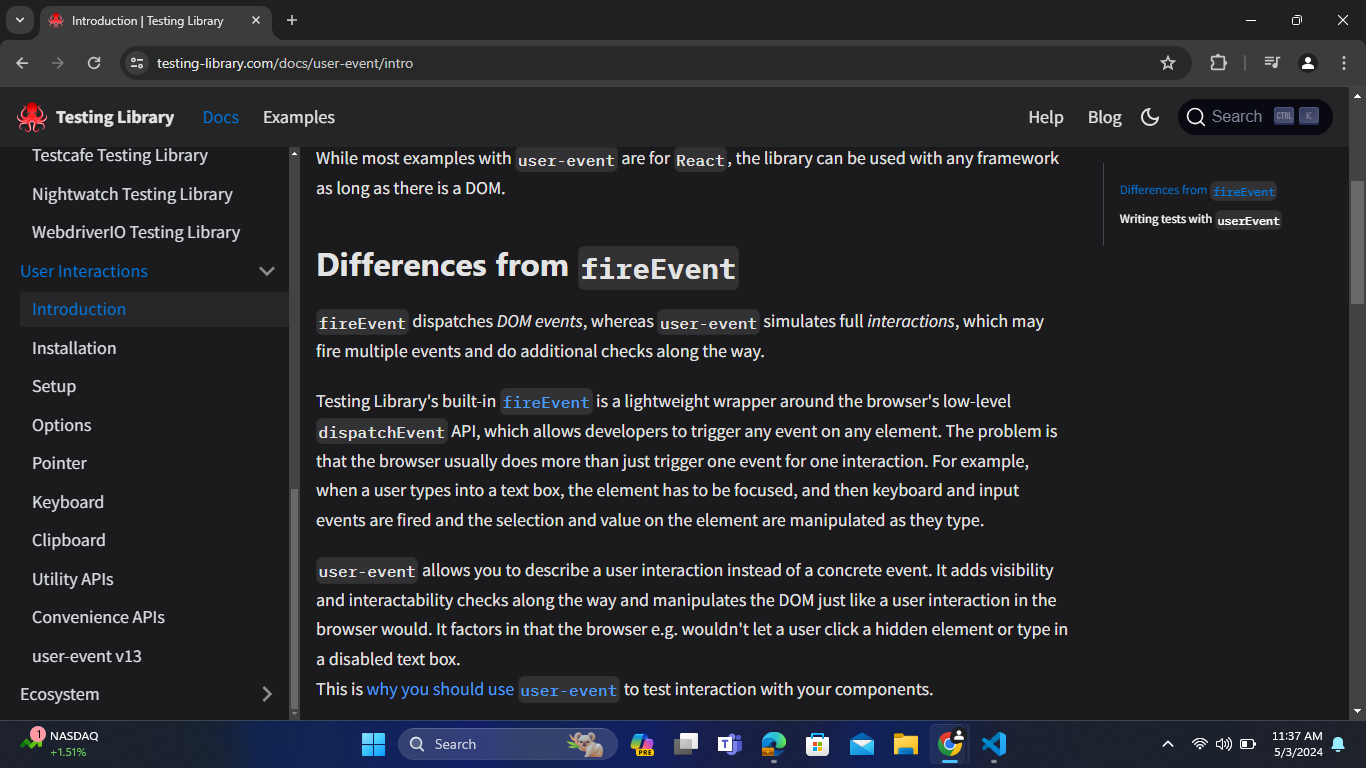 Introduction | Testing Library
testing-library.com/docs/user-event/intro
Testing Library
Docs
Examples
Help
Blog
Search
CTRL
K
Testcafe Testing Library
Nightwatch Testing Library
WebdriverIO Testing Library
User Interactions
Introduction
Installation
Setup
Options
Pointer
Keyboard
Clipboard
Utility APIs
Convenience APIs
user-event v13
Ecosystem
While most examples with user-event are for React, the library can be used with any framework
as long as there is a DOM.
Differences from fireEvent
fireEvent dispatches DOM events, whereas user-event simulates full interactions, which may
fire multiple events and do additional checks along the way.
Testing Library's built-in fireEvent is a lightweight wrapper around the browser's low-level
dispatchEvent API, which allows developers to trigger any event on any element. The problem is
that the browser usually does more than just trigger one event for one interaction. For example,
when a user types into a text box, the element has to be focused, and then keyboard and input
events are fired and the selection and value on the element are manipulated as they type.
user-event allows you to describe a user interaction instead of a concrete event. It adds visibility
and interactability checks along the way and manipulates the DOM just like a user interaction in the
browser would. It factors in that the browser e.g. wouldn't let a user click a hidden element or type in
a disabled text box.
This is why you should use user-event to test interaction with your components.
Differences from fireEvent
Writing tests with userEvent
1
NASDAQ
+1.51%
Search
PRE
11:37 AM
5/3/2024